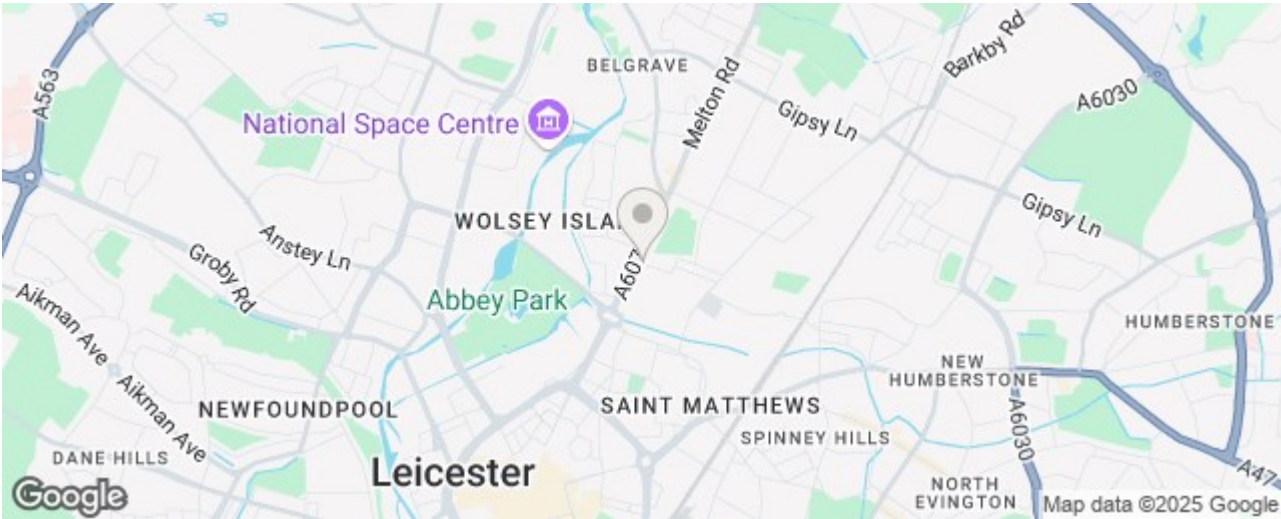 BELGRAVE
Barkby Rd
A563
Melton Rd
A6030
National Space Centre
Gipsy Ln
WOLSEY
Gipsy Ln
Anstey Ln
Groby Rd
A607
Abbey Park
Aikman Ave
HUMBERSTONE
NEW
HUMBERSTONE
Aikman Ave
NEWFOUNDPOOL
SAINT MATTHEWS
A6030
SPINNEY HILLS
DANE HILLS
Leicester
A47
NORTH
EVINGTON
Google
Map data ©2025 Google